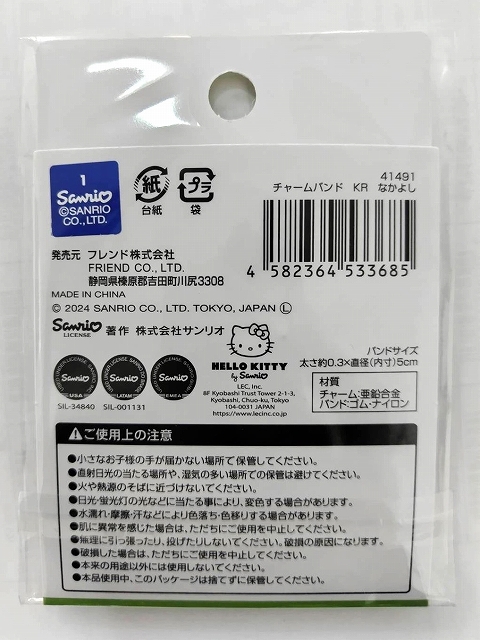 1
Sanrio
©SANRIO
CO., LTD.
紙
台紙
プラ
袋
41491
チャームバンド KR なかよし
4 582364 533685
発売元 フレンド株式会社
FRIEND CO., LTD.
静岡県榛原郡吉田町川尻3308
MADE IN CHINA
© 2024 SANRIO CO., LTD. TOKYO, JAPAN Ⓛ
Sanrio
LICENSE
著作 株式会社サンリオ
HELLO KITTY
by Sanrio
Sanrio
USA
SIL-34840
Sanrio
LATAM
SIL-001131
Sanrio
EMEA
LEC, Inc.
8F Kyobashi Trust Tower 2-1-3,
Kyobashi, Chuo-ku, Tokyo
104-0031 JAPAN
https://www.lecinc.co.jp
バンドサイズ
太さ約0.3×直径(内寸)5cm
材質
チャーム:亜鉛合金
バンド:ゴム・ナイロン
ご使用上の注意
●小さなお子様の手が届かない場所で保管してください。
●直射日光の当たる場所や、湿気の多い場所での保管は避けてください。
●火や熱源のそばに近づけないでください。
●日光・蛍光灯の光などに当たる事により、変色する場合があります。
●水濡れ・摩擦・汗などにより色落ち・色移りする場合があります。
●肌に異常を感じた場合は、ただちにご使用を中止してください。
●無理に引っ張ったり、投げたりしないでください。破損の原因になります。
●破損した場合は、ただちにご使用を中止してください。
●本来の用途以外には使用しないでください。
●本品使用中、このパッケージは捨てずに保管してください。